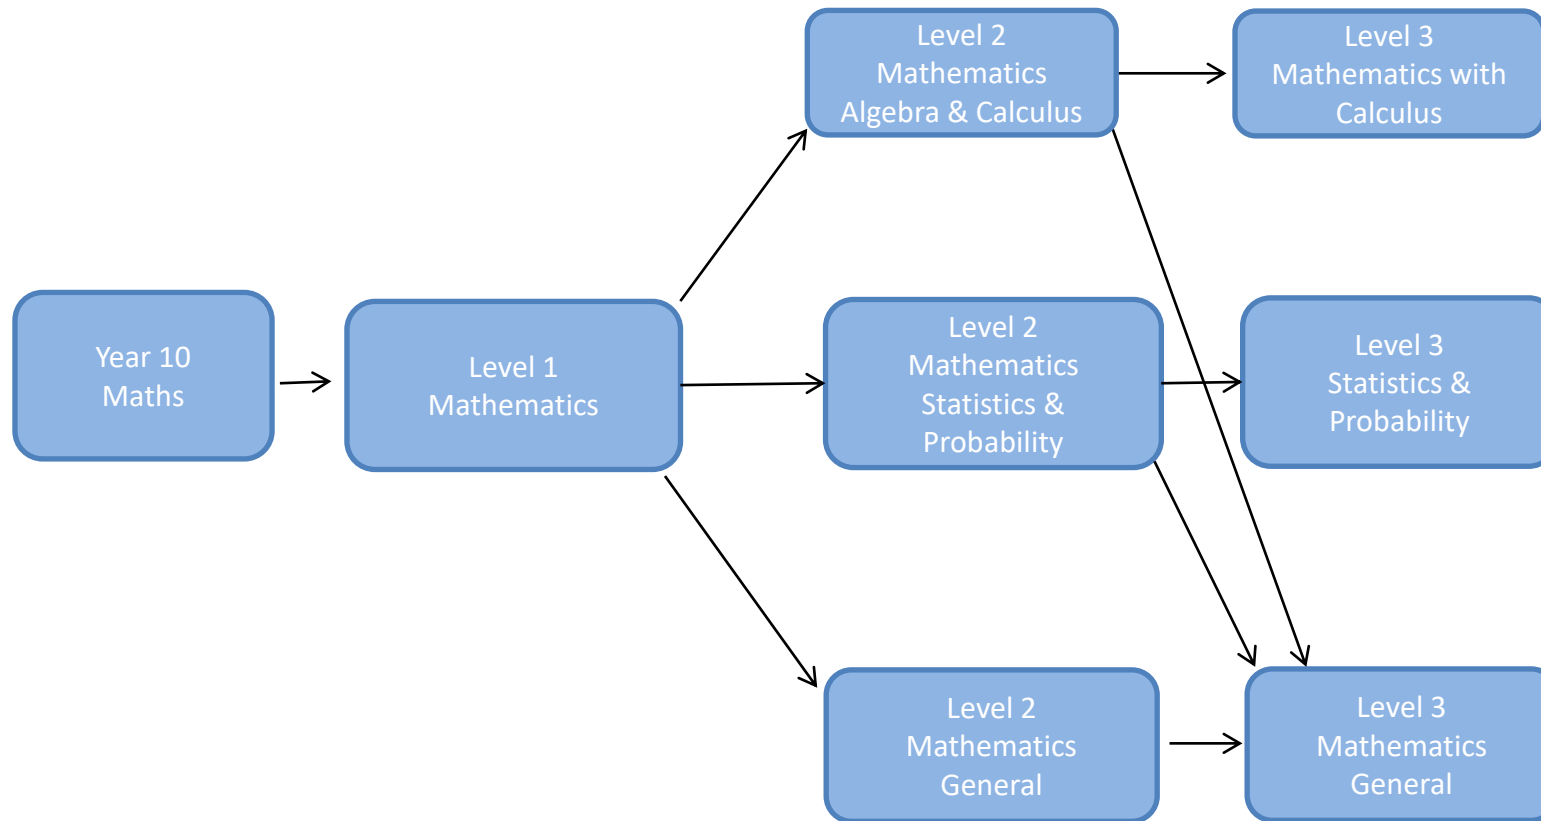 Year 10
Maths
Level 1
Mathematics
Level 2
Mathematics
Algebra & Calculus
Level 3
Mathematics with
Calculus
Level 2
Mathematics
Statistics &
Probability
Level 3
Statistics &
Probability
Level 2
Mathematics
General
Level 3
Mathematics
General